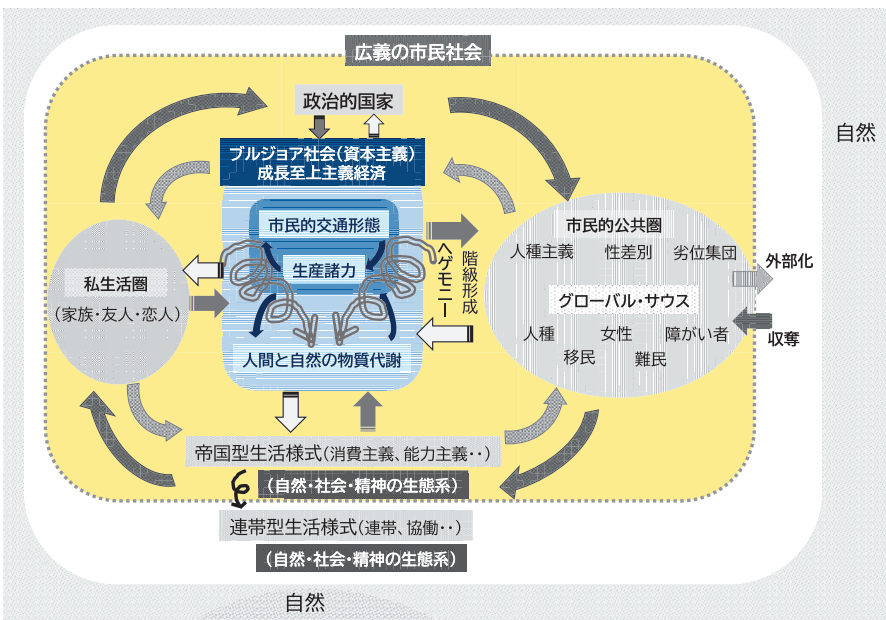 広義の市民社会
政治的国家
自然
ブルジョア社会(資本主義)
成長至上主義経済
市民的交通形態
生産諸力
人間と自然の物質代謝
ヘゲモニー
階級形成
私生活圏
(家族・友人・恋人)
市民的公共圏
人種主義 性差別 劣位集団
グローバル・サウス
人種 女性 障がい者
移民 難民
外部化
収奪
帝国型生活様式(消費主義、能力主義・・)
(自然・社会・精神の生態系)
連帯型生活様式(連帯、協働・・)
(自然・社会・精神の生態系)
自然